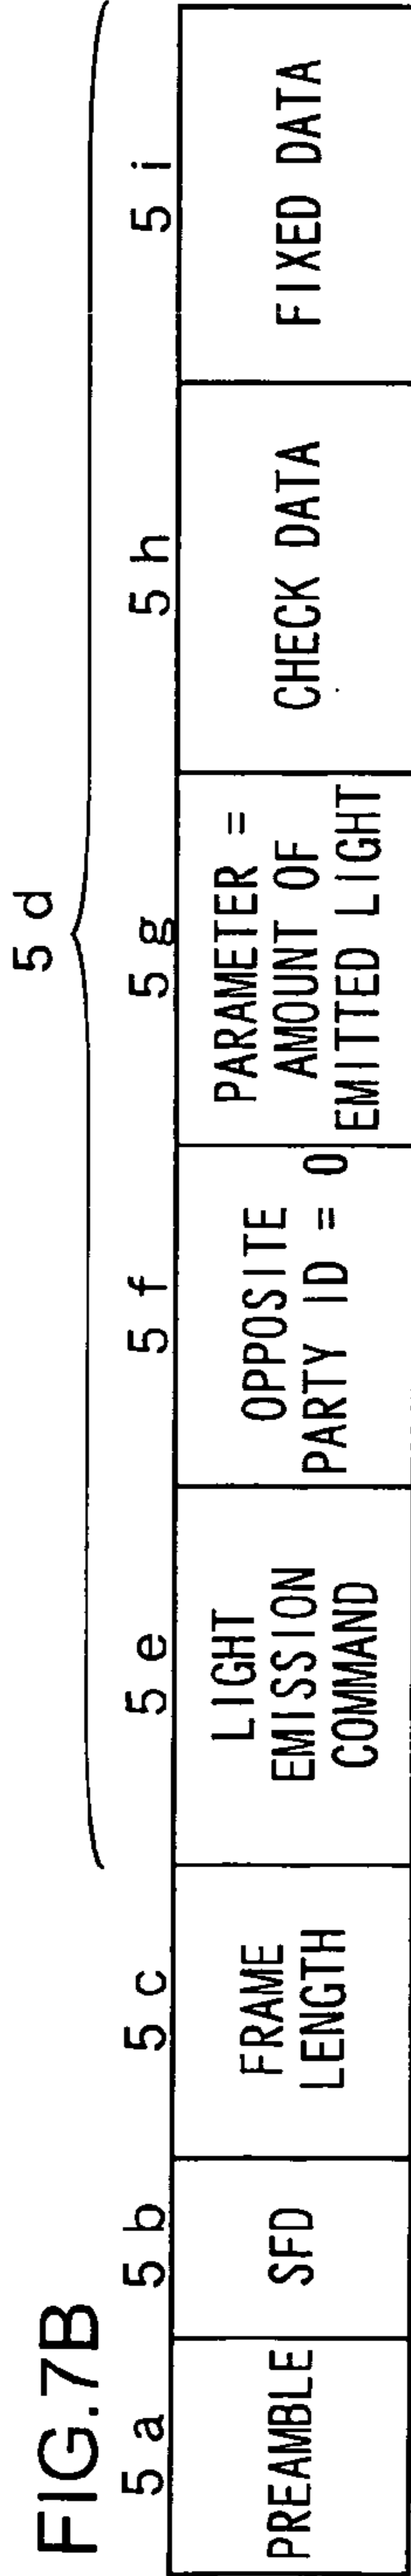 FIG.7B
5d
5a
5b
5c
5e
5f
5g
5h
5i
PREAMBLE
SFD
FRAME
LENGTH
LIGHT
EMISSION
COMMAND
OPPOSITE
PARTY ID = 0
PARAMETER =
AMOUNT OF
EMITTED LIGHT
CHECK DATA
FIXED DATA